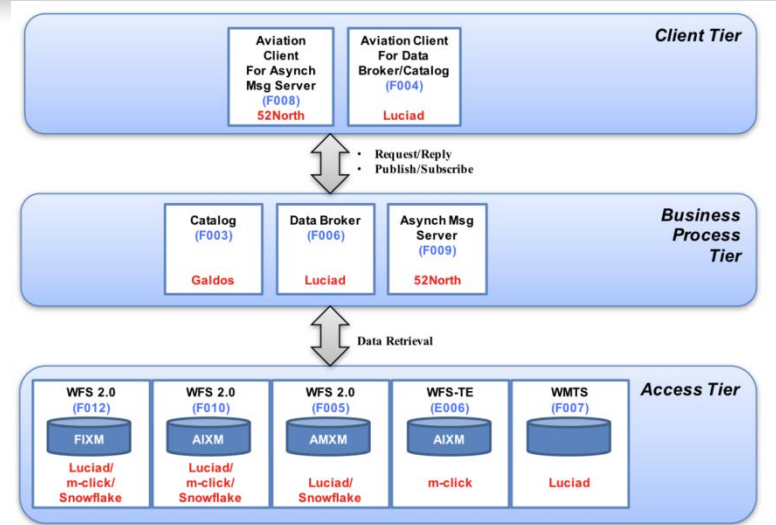 Client Tier
Aviation
Client
For Asynch
Msg Server
(F008)
52North
Aviation Client
For Data
Broker/Catalog
(F004)
Luciad
• Request/Reply
• Publish/Subscribe
Business
Process
Tier
Catalog
(F003)
Galdos
Data Broker
(F006)
Luciad
Asynch Msg
Server
(F009)
52North
Data Retrieval
Access Tier
WFS 2.0
(F012)
FIXM
Luciad/
m-click/
Snowflake
WFS 2.0
(F010)
AIXM
Luciad/
m-click/
Snowflake
WFS 2.0
(F005)
AMXM
Luciad/
Snowflake
WFS-TE
(E006)
AIXM
m-click
WMTS
(F007)
Luciad